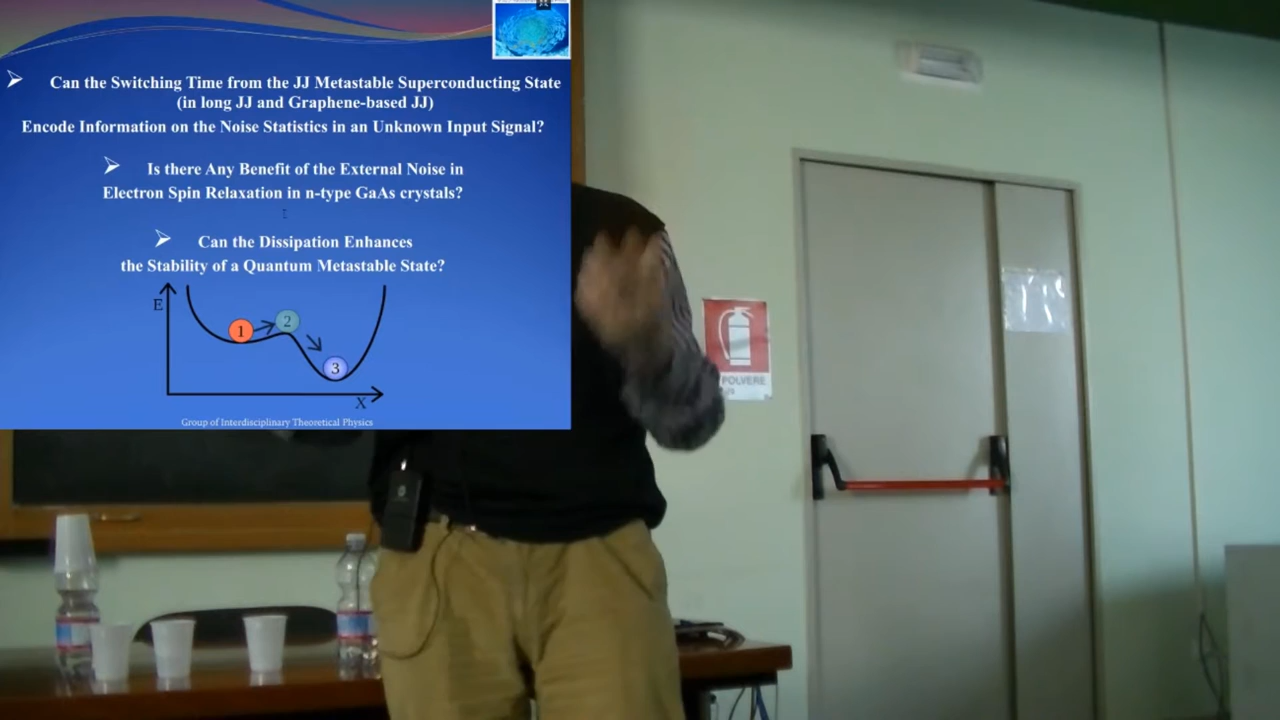 ➢ Can the Switching Time from the JJ Metastable Superconducting State
(in long JJ and Graphene-based JJ)
Encode Information on the Noise Statistics in an Unknown Input Signal?
➢ Is there Any Benefit of the External Noise in
Electron Spin Relaxation in n-type GaAs crystals?
➢ Can the Dissipation Enhances
the Stability of a Quantum Metastable State?
E
1
2
3
X
Group of Interdisciplinary Theoretical Physics
POLVERE